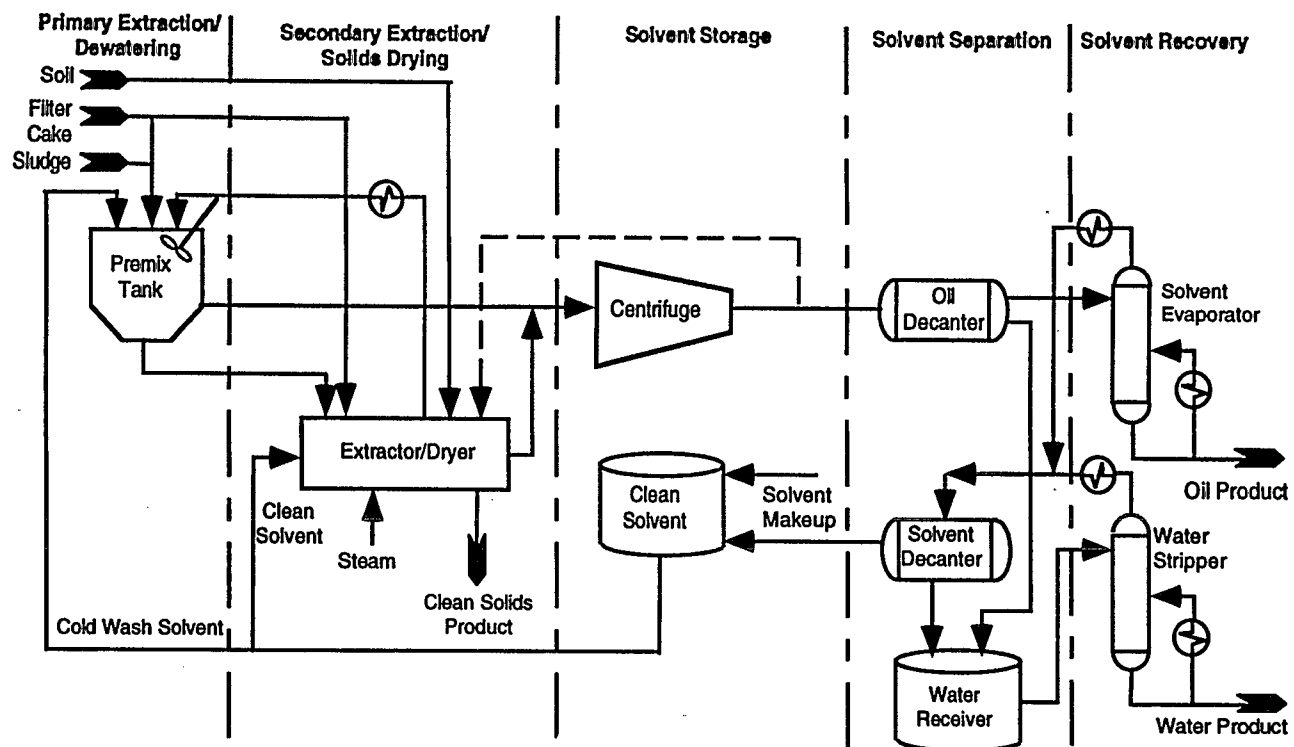 Primary Extraction/
Dewatering
Secondary Extraction/
Solids Drying
Solvent Storage
Solvent Separation
Solvent Recovery
Soil
Filter
Cake
Sludge
Premix
Tank
Centrifuge
Oil
Decanter
Solvent
Evaporator
Extractor/Dryer
Clean
Solvent
Steam
Clean Solids
Product
Clean
Solvent
Solvent
Makeup
Solvent
Decanter
Oil Product
Water
Stripper
Cold Wash Solvent
Water
Receiver
Water Product